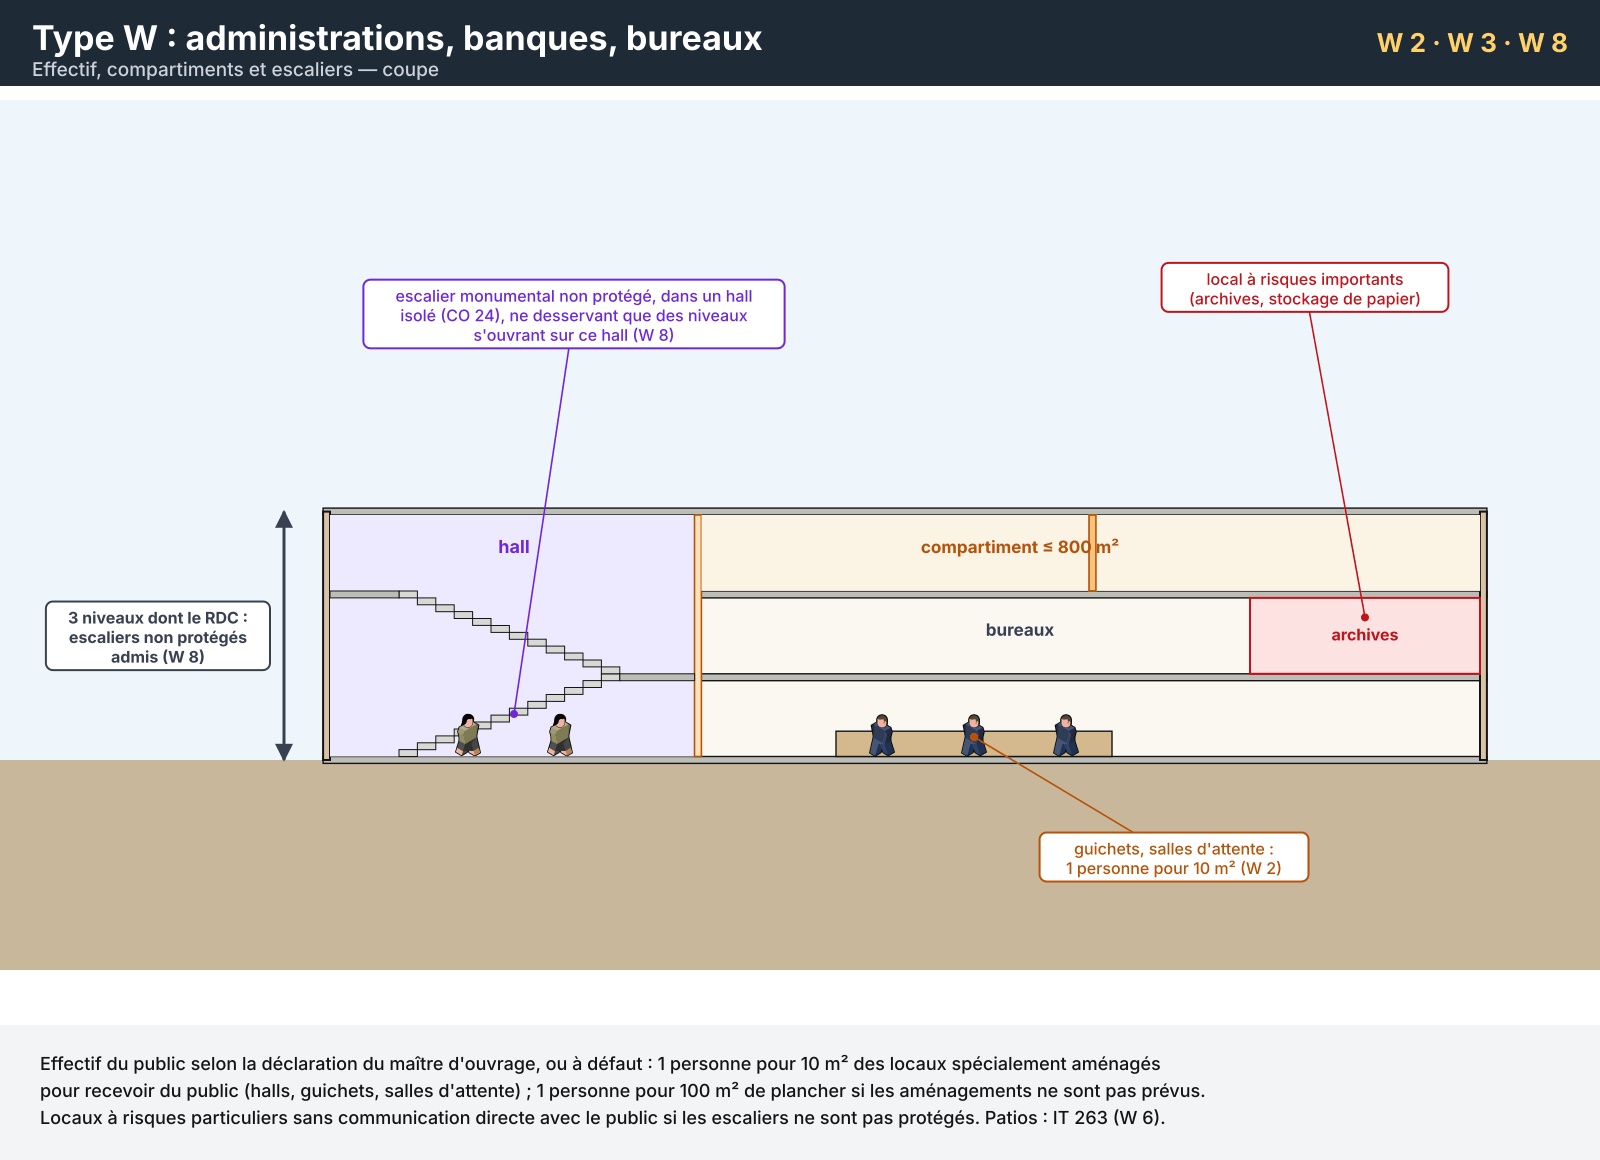 Type W : administrations, banques, bureaux
Effectif, compartiments et escaliers — coupe
W 2 · W 3 · W 8
local à risques importants
(archives, stockage de papier)
escalier monumental non protégé, dans un hall
isolé (CO 24), ne desservant que des niveaux
s'ouvrant sur ce hall (W 8)
hall
compartiment ≤ 800 m²
3 niveaux dont le RDC :
escaliers non protégés
admis (W 8)
bureaux
archives
guichets, salles d'attente :
1 personne pour 10 m² (W 2)
Effectif du public selon la déclaration du maître d'ouvrage, ou à défaut : 1 personne pour 10 m² des locaux spécialement aménagés
pour recevoir du public (halls, guichets, salles d'attente) ; 1 personne pour 100 m² de plancher si les aménagements ne sont pas prévus.
Locaux à risques particuliers sans communication directe avec le public si les escaliers ne sont pas protégés. Patios : IT 263 (W 6).